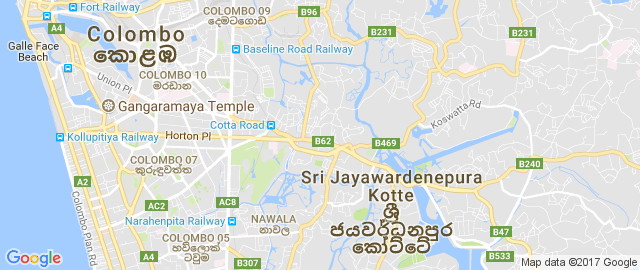 Fort Railway
A4
COLOMBO 09
දෙමටගොඩ
B96
B231
B231
Galle Face
Beach
Colombo
කොළඹ
Baseline Road Railway
Union Pl
COLOMBO 10
මරදාන
Gangaramaya Temple
Koswatta Rd
Cotta Road
Kollupitiya Railway
Horton Pl
B62
B469
COLOMBO 07
කුරුඳුවත්ත
B240
A2
AC8
Sri Jayawardenepura
Kotte
ශ්‍රී
ජයවර්ධනපුර
කෝට්ටේ
Colombo Plan Rd
Narahenpita Railway
NAWALA
නාවල
AC11
B47
COLOMBO 05
හව්ලොක්
ටවුම
A4
B307
B533
Google
Map data ©2017 Google